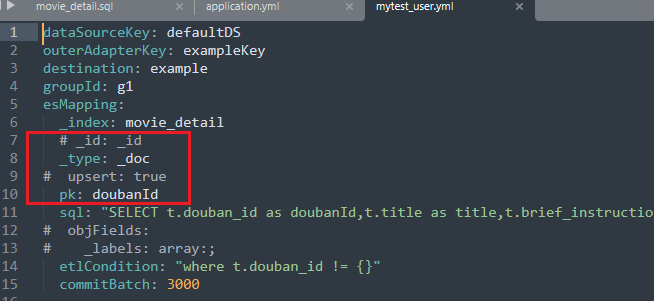 movie_detail.sql × application.yml × mytest_user.yml ×
1 dataSourceKey: defaultDS
2 outerAdapterKey: exampleKey
3 destination: example
4 groupId: g1
5 esMapping:
6   _index: movie_detail
7   # _id: _id
8   _type: _doc
9 #  upsert: true
10   pk: doubanId
11   sql: "SELECT t.douban_id as doubanId,t.title as title,t.brief_instructio
12 #  objFields:
13 #    _labels: array:;
14   etlCondition: "where t.douban_id != {}"
15   commitBatch: 3000